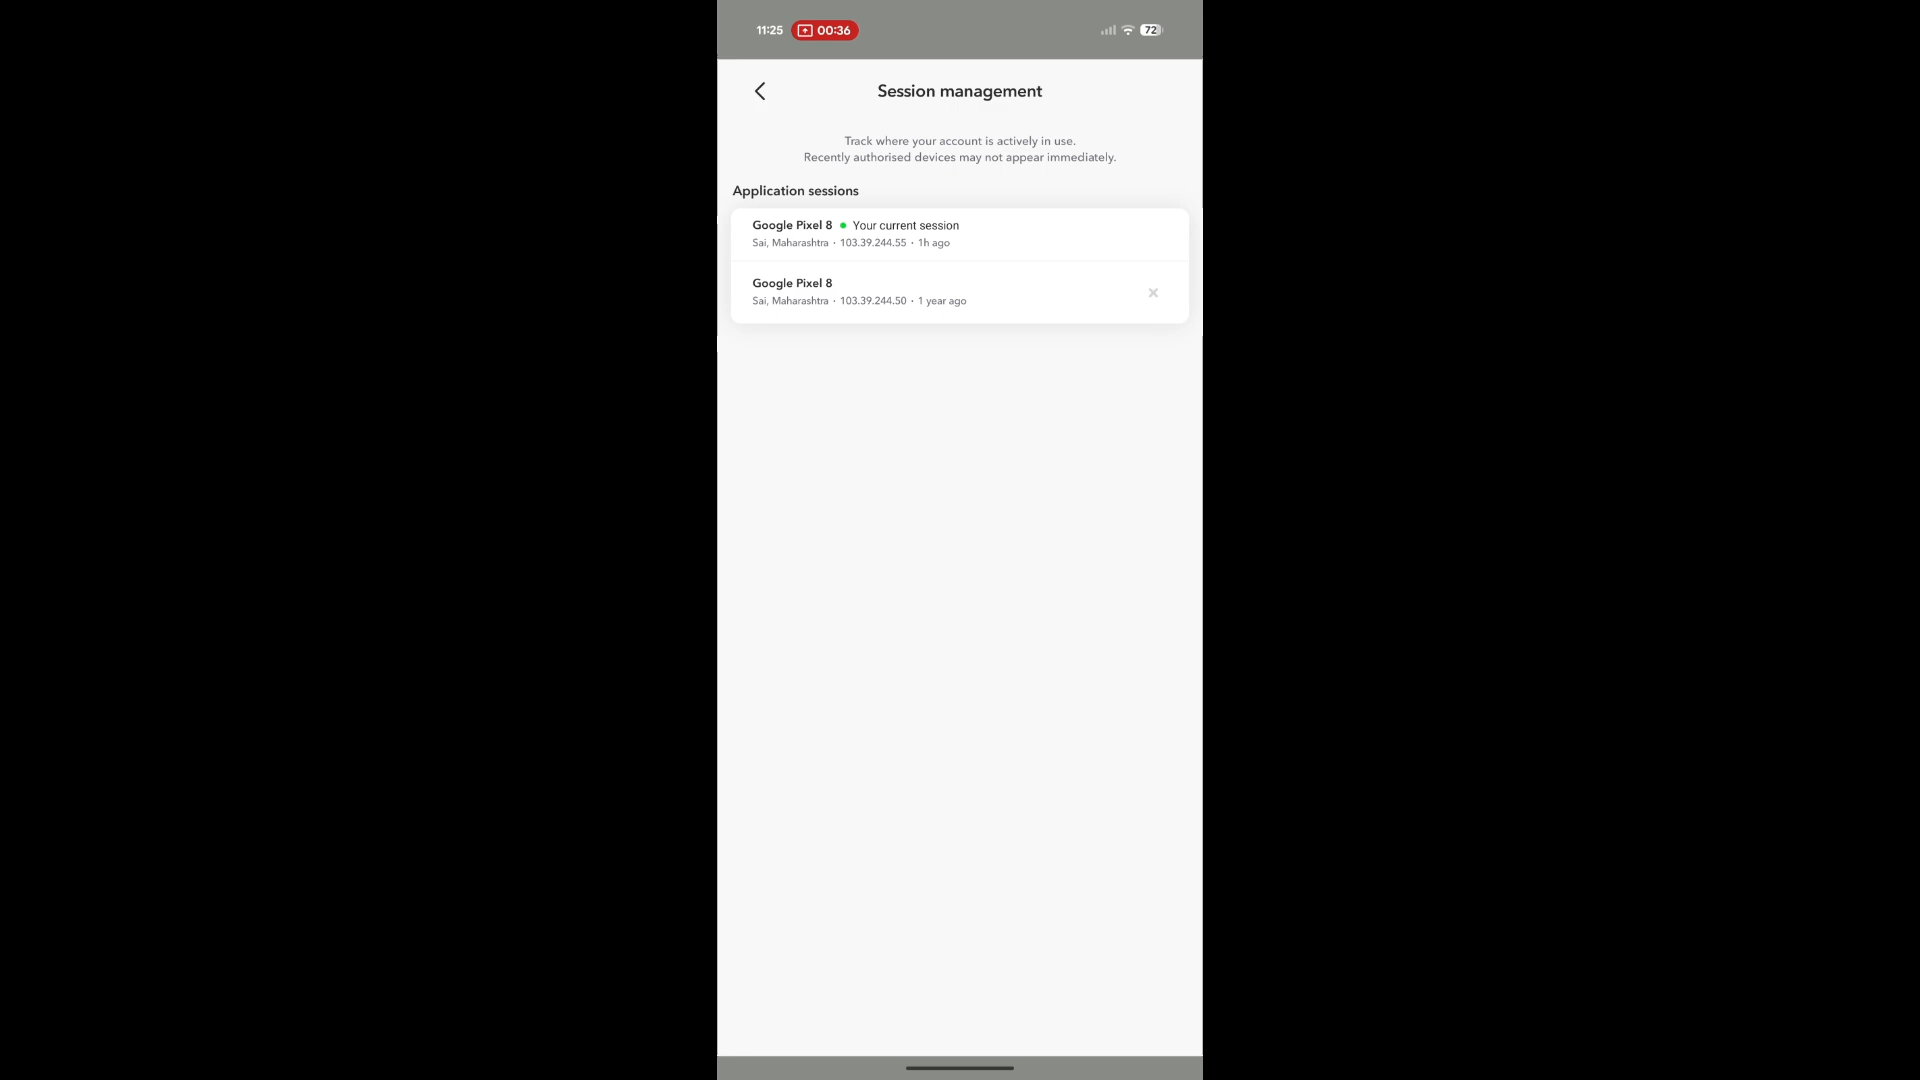 11:25 00:36 72
Session management
Track where your account is actively in use.
Recently authorised devices may not appear immediately.
Application sessions
Google Pixel 8 Your current session
Sai, Maharashtra · 103.39.244.55 · 1h ago
Google Pixel 8
Sai, Maharashtra · 103.39.244.50 · 1 year ago